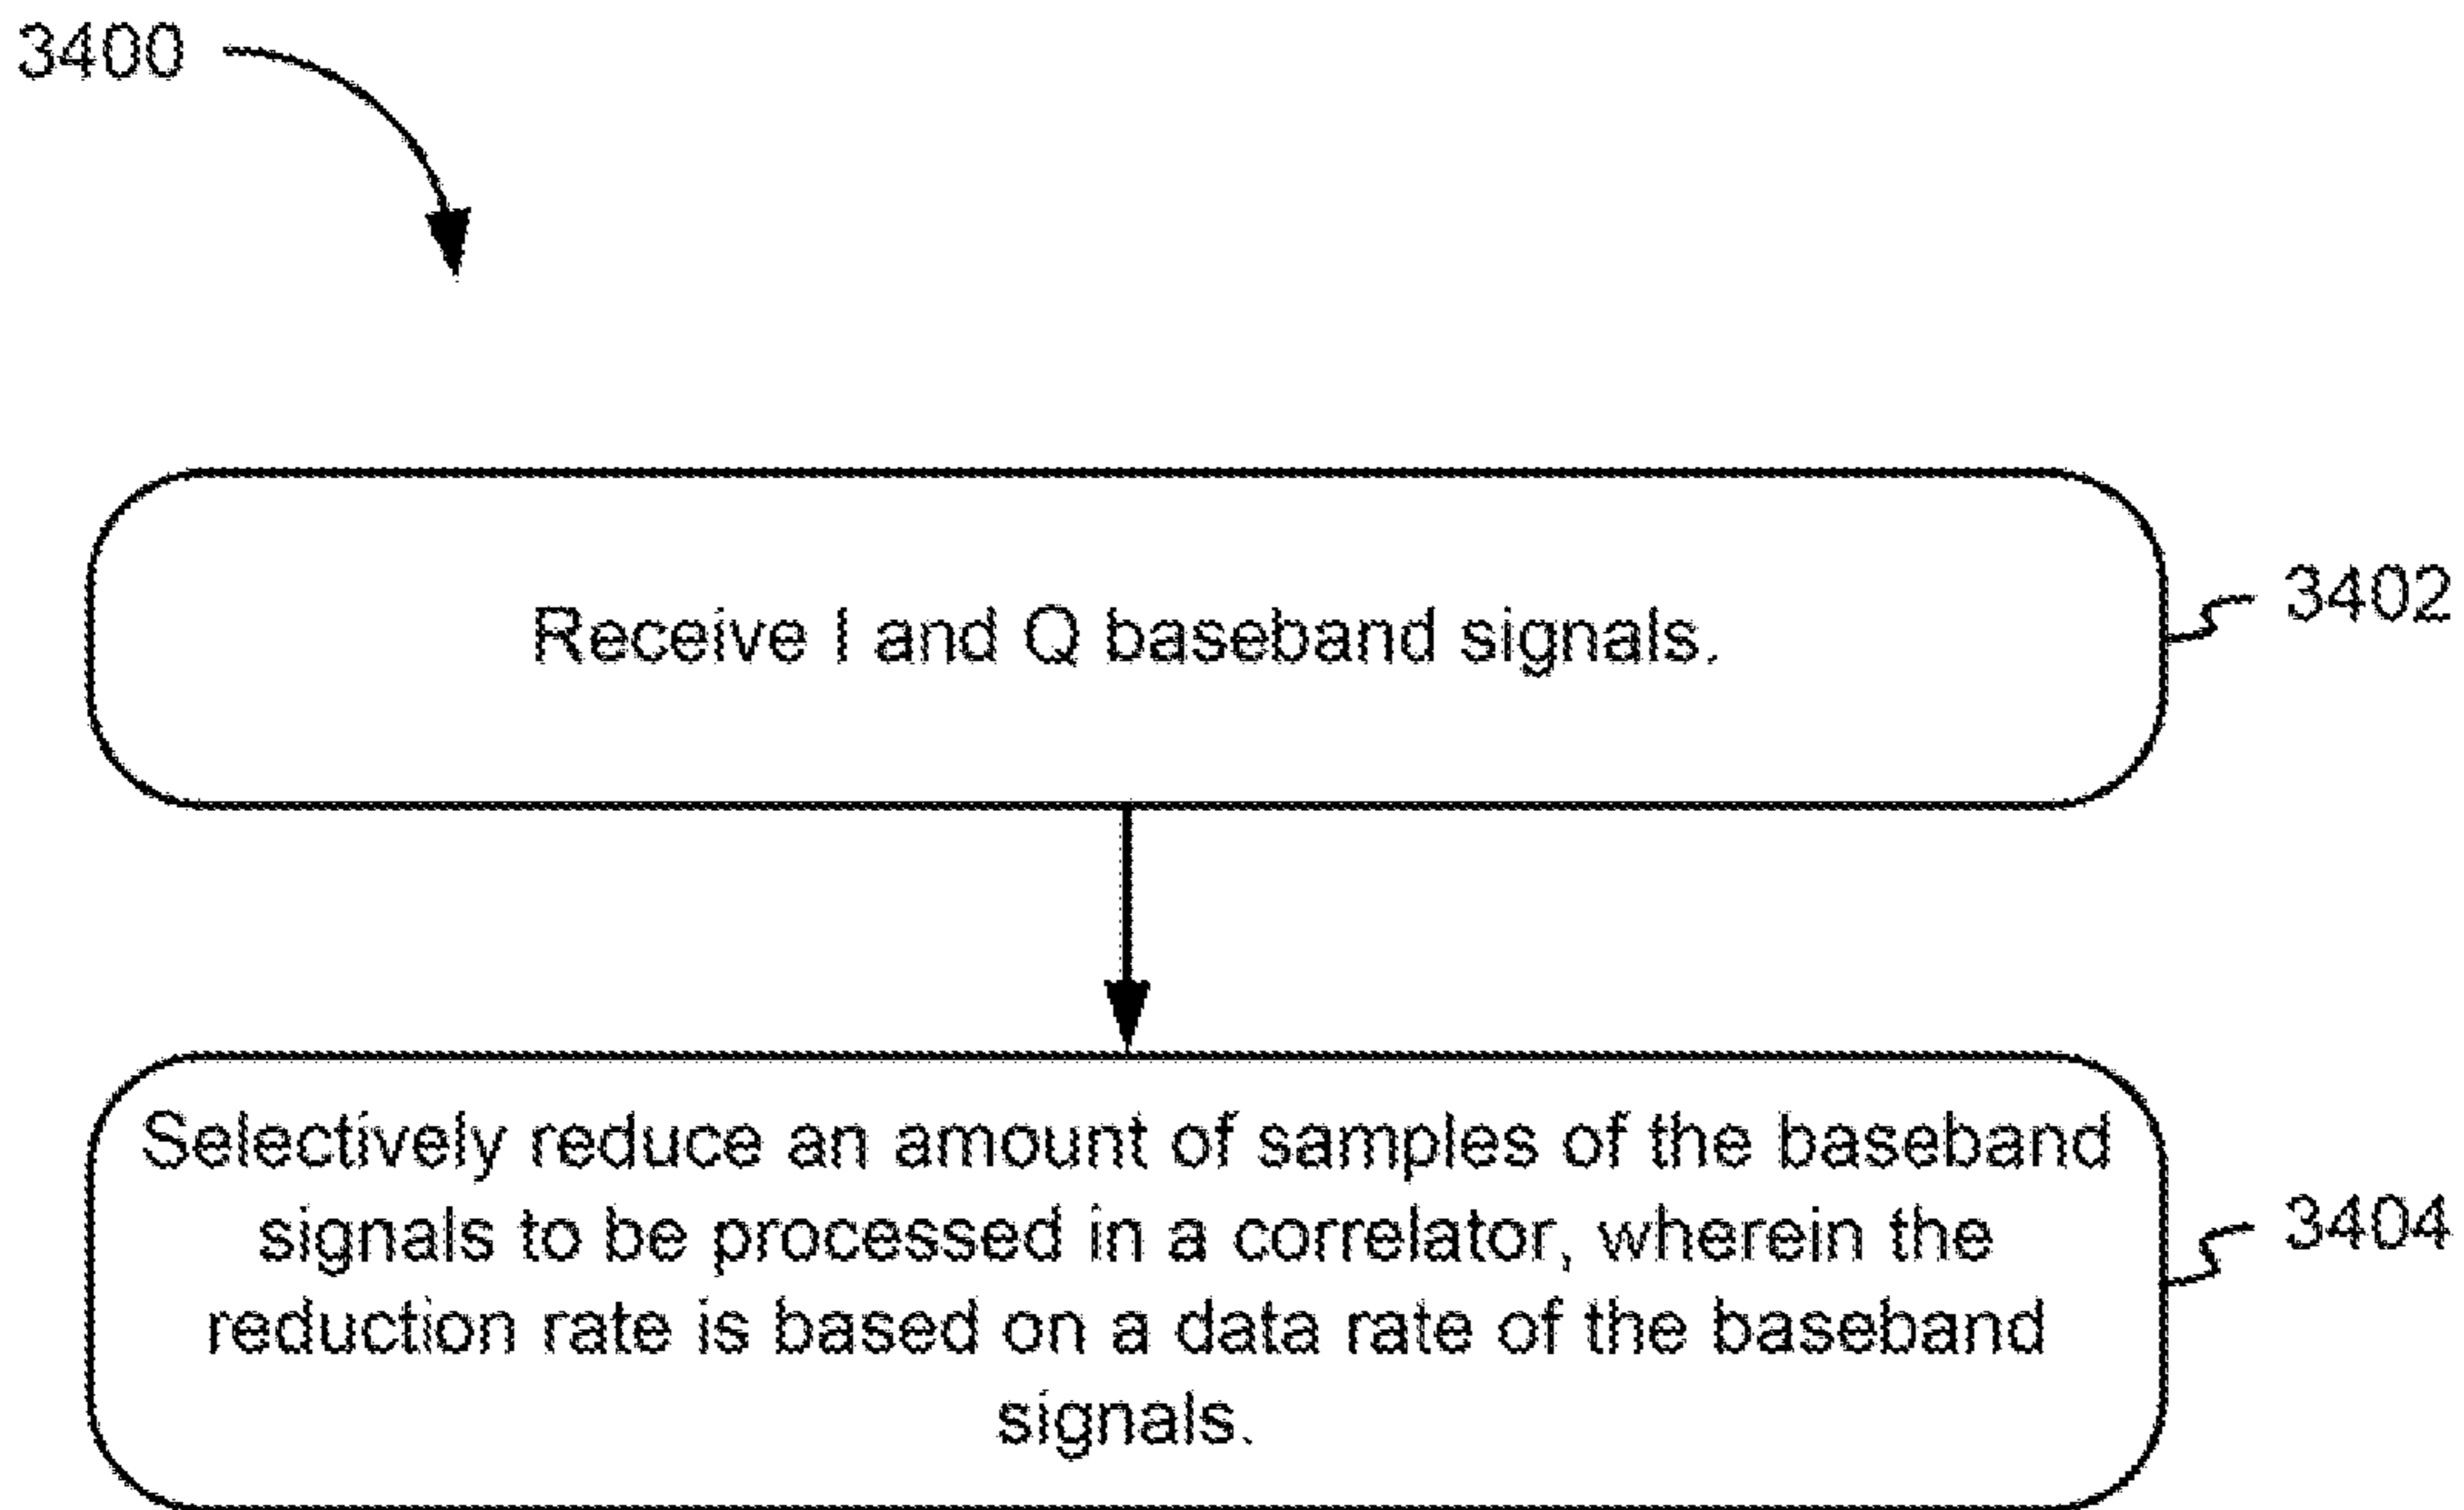 3400
Receive I and Q baseband signals.
3402
Selectively reduce an amount of samples of the baseband
signals to be processed in a correlator, wherein the
reduction rate is based on a data rate of the baseband
signals.
3404